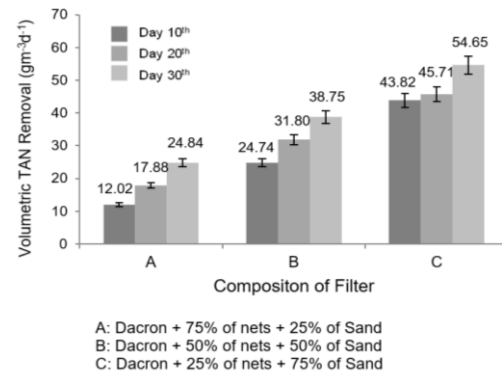 Volumetric TAN Removal (gm-3d-1)
70
60
50
40
30
20
10
0
Day 10th
Day 20th
Day 30th
12.02
17.88
24.84
24.74
31.80
38.75
43.82
45.71
54.65
A
B
C
Compositon of Filter
A: Dacron + 75% of nets + 25% of Sand
B: Dacron + 50% of nets + 50% of Sand
C: Dacron + 25% of nets + 75% of Sand